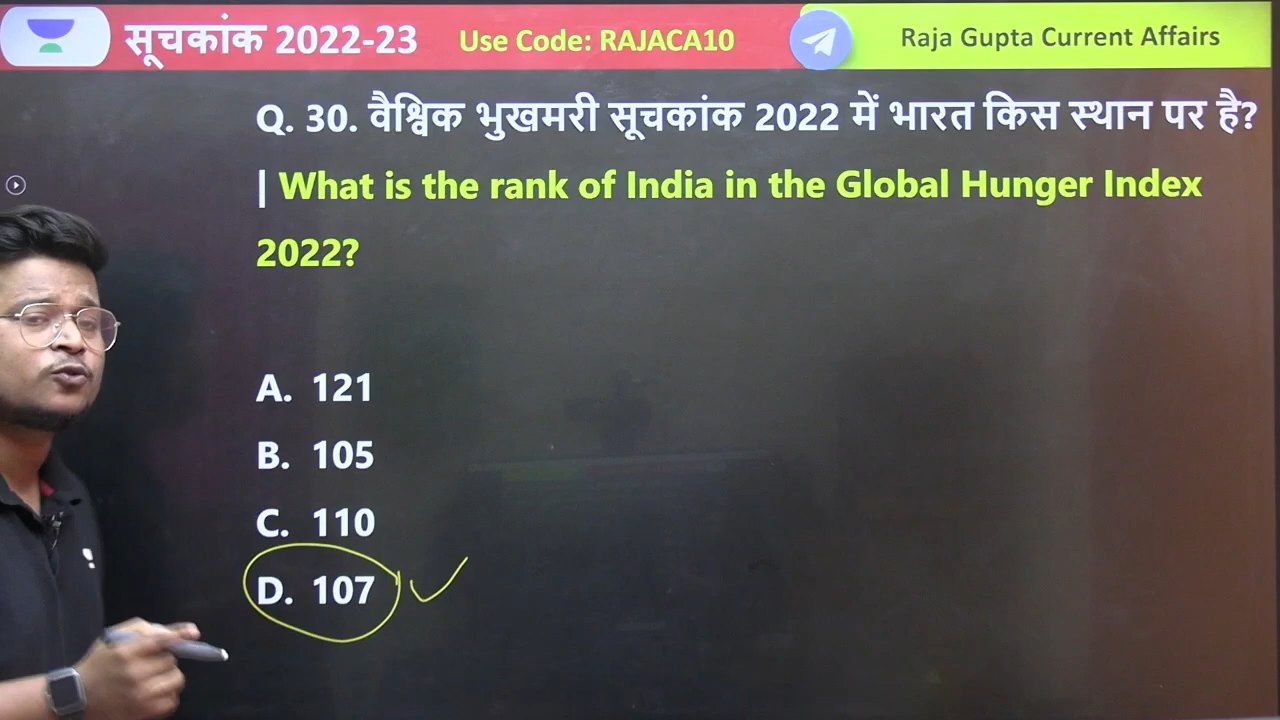 सूचकांक 2022-23
Use Code: RAJACA10
Raja Gupta Current Affairs
Q. 30. वैश्विक भुखमरी सूचकांक 2022 में भारत किस स्थान पर है?
| What is the rank of India in the Global Hunger Index
2022?
A. 121
B. 105
C. 110
D. 107